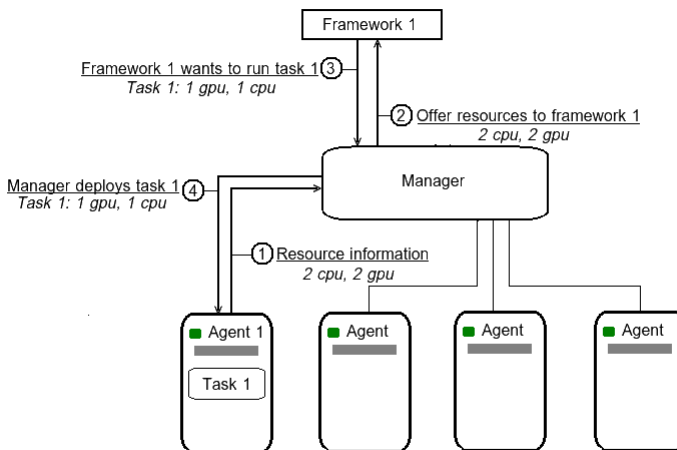 Framework 1
Framework 1 wants to run task 1 3
Task 1: 1 gpu, 1 cpu
2 Offer resources to framework 1
2 cpu, 2 gpu
Manager
Manager deploys task 1 4
Task 1: 1 gpu, 1 cpu
1 Resource information
2 cpu, 2 gpu
Agent 1
Task 1
Agent
Agent
Agent